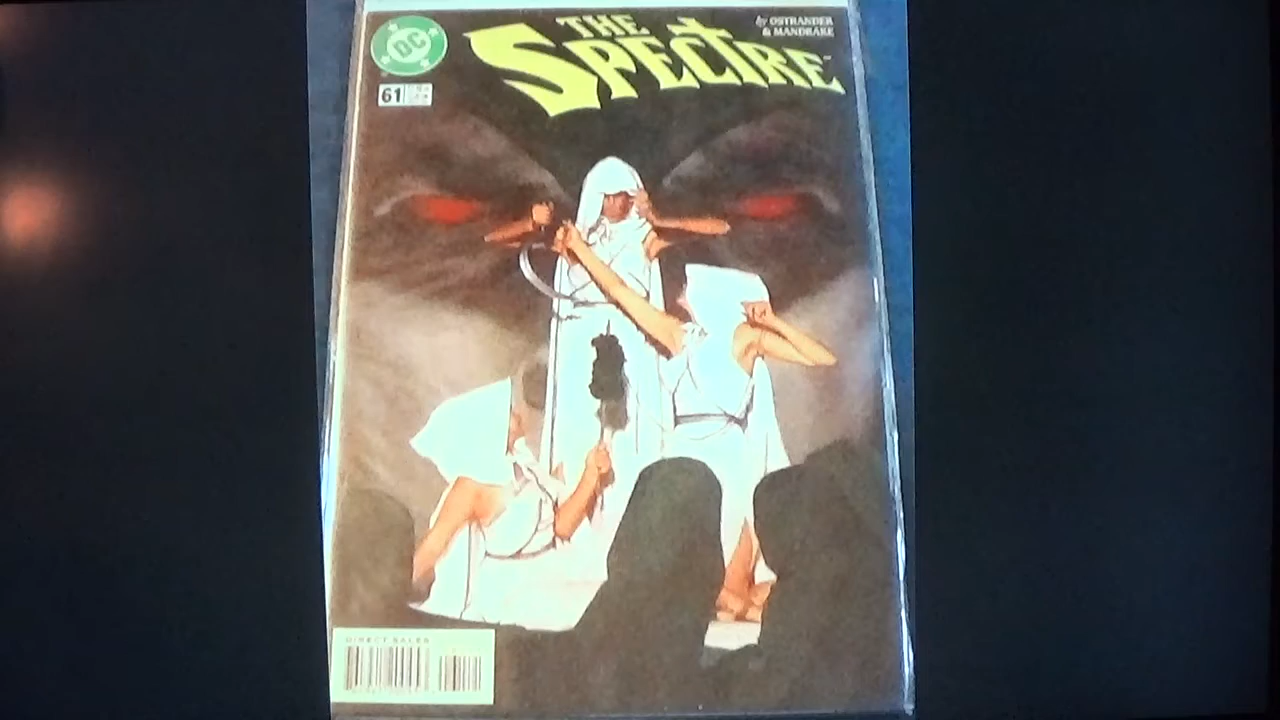 DC
THE
SPECTRE
by OSTRANDER
& MANDRAKE
61
DIRECT SALES